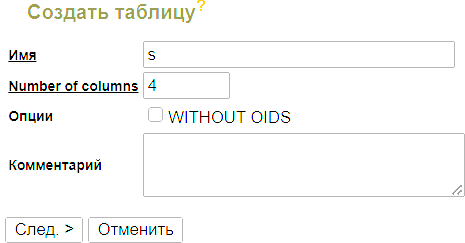 Создать таблицу?
Имя s
Number of columns 4
Опции WITHOUT OIDS
Комментарий
След. > Отменить